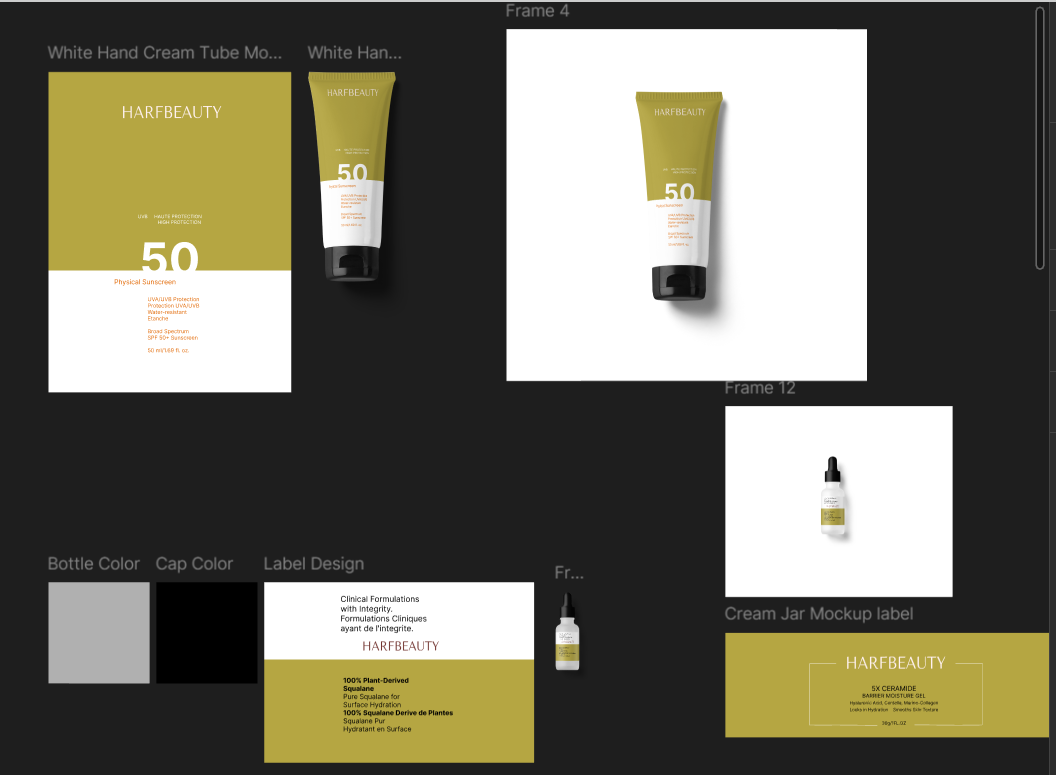 Frame 4
White Hand Cream Tube Mo...
White Han...
HARFBEAUTY
UVB HAUTE PROTECTION
HIGH PROTECTION
50
Physical Sunscreen
UVA/UVB Protection
Protection UVA/UVB
Water-resistant
Etanche
Broad Spectrum
SPF 50+ Sunscreen
50 ml/1.69 fl. oz.
HARFBEAUTY
50
HARFBEAUTY
50
Frame 12
Bottle Color
Cap Color
Label Design
Clinical Formulations
with Integrity.
Formulations Cliniques
ayant de l'integrite.
HARFBEAUTY
100% Plant-Derived
Squalane
Pure Squalane for
Surface Hydration
100% Squalane Derive de Plantes
Squalane Pur
Hydratant en Surface
Fr...
Cream Jar Mockup label
HARFBEAUTY
5X CERAMIDE
BARRIER MOISTURE GEL
Hyaluronic Acid, Centella, Marine-Collagen
Locks in Hydration Smooths Skin Texture
30g/1FL.OZ